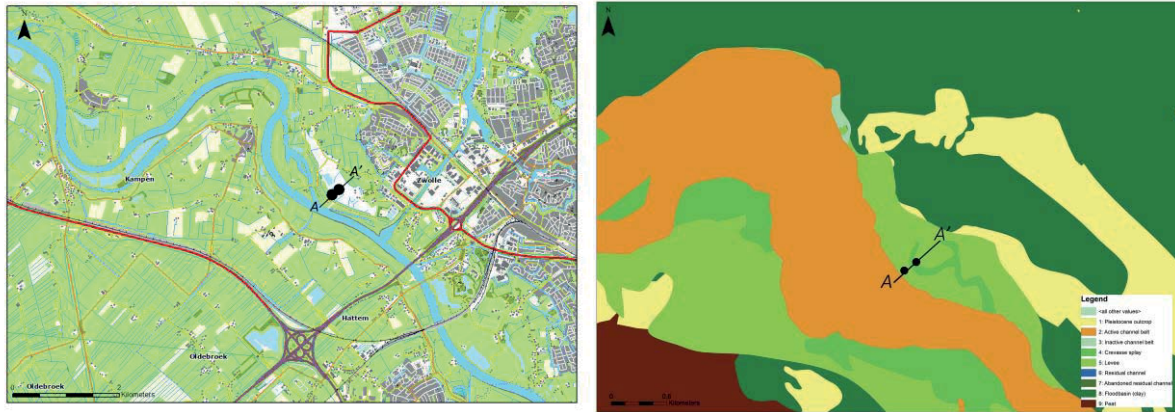 N
Kampen
A'
A
Zwolle
Hattem
Oldebroek
Oldebroek
0
2
Kilometers
N
A'
A
Legend
<all other values>
1: Pleistocene outcrop
2: Active channel belt
3: Inactive channel belt
4: Crevasse splay
5: Levee
6: Residual channel
7: Abandoned residual channel
8: Floodbasin (clay)
9: Peat
0
Kilometers